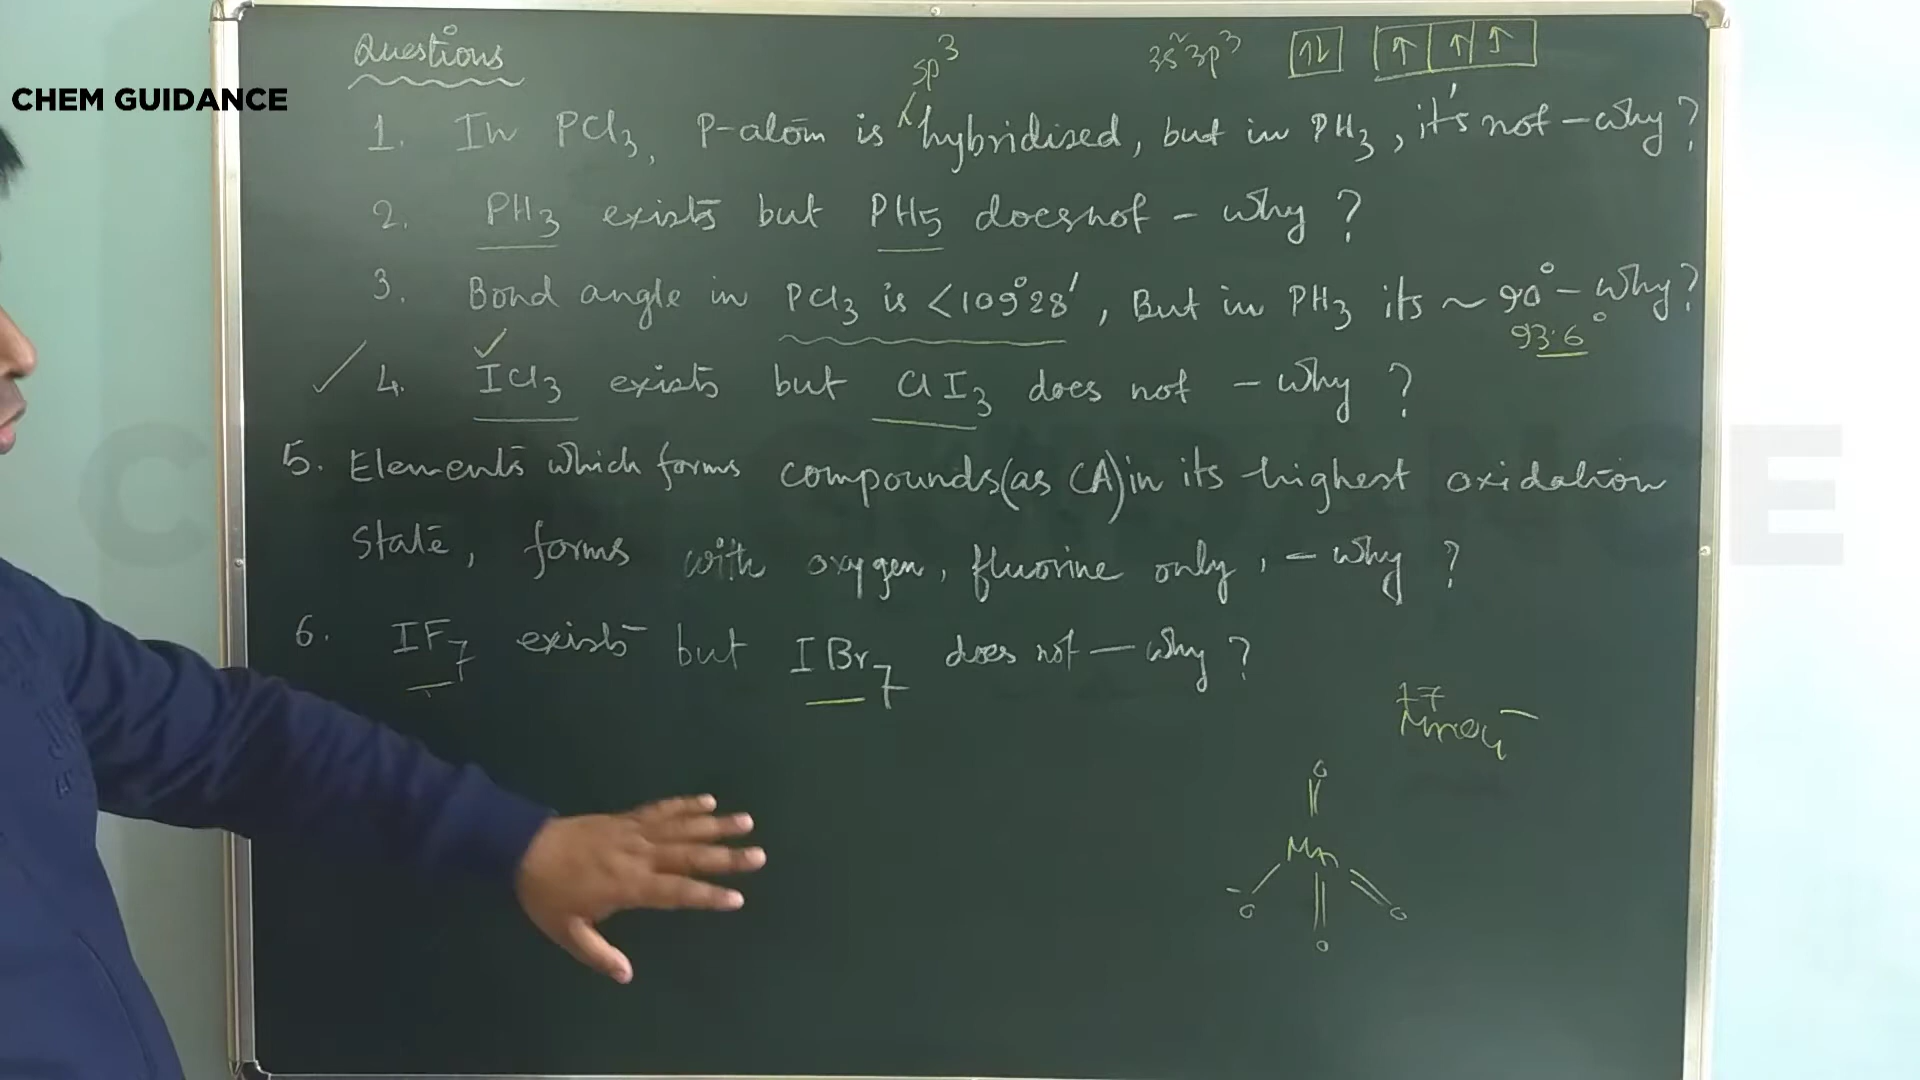 Questions
sp³
3s²3p³ ↑↓ ↑ ↑ ↑
CHEM GUIDANCE
1. In PCl₃, P-atom is hybridised, but in PH₃, it's not – why?
2. PH₃ exists but PH₅ doesnot – why?
3. Bond angle in PCl₃ is <109°28′, But in PH₃ its ~ 90° – why?
93.6°
4. ICl₃ exists but ClI₃ does not – why?
5. Elements which forms compounds(as CA) in its highest oxidation
state, forms with oxygen, fluorine only, – why?
6. IF₇ exists but IBr₇ does not – why?
+7
MnO₄⁻
O
Mn
⁻O O
O